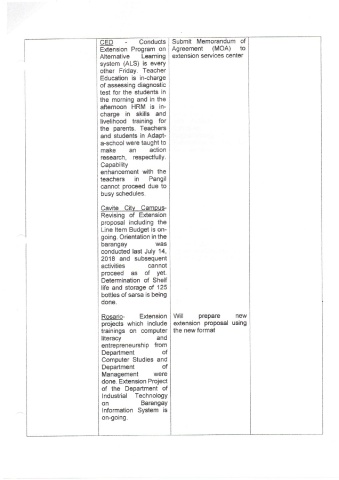 CED - Conducts
Extension Program on
Alternative Learning
system (ALS) is every
other Friday. Teacher
Education is in-charge
of assessing diagnostic
test for the students in
the morning and in the
afternoon HRM is in-
charge in skills and
livelihood training for
the parents. Teachers
and students in Adapt-
a-school were taught to
make an action
research, respectfully.
Capability
enhancement with the
teachers in Pangil
cannot proceed due to
busy schedules.
Submit Memorandum of
Agreement (MOA) to
extension services center
Cavite City Campus-
Revising of Extension
proposal including the
Line Item Budget is on-
going. Orientation in the
barangay was
conducted last July 14,
2018 and subsequent
activities cannot
proceed as of yet.
Determination of Shelf
life and storage of 125
bottles of sarsa is being
done.
Rosario- Extension
projects which include
trainings on computer
literacy and
entrepreneurship from
Department of
Computer Studies and
Department of
Management were
done. Extension Project
of the Department of
Industrial Technology
on Barangay
Information System is
on-going.
Will prepare new
extension proposal using
the new format